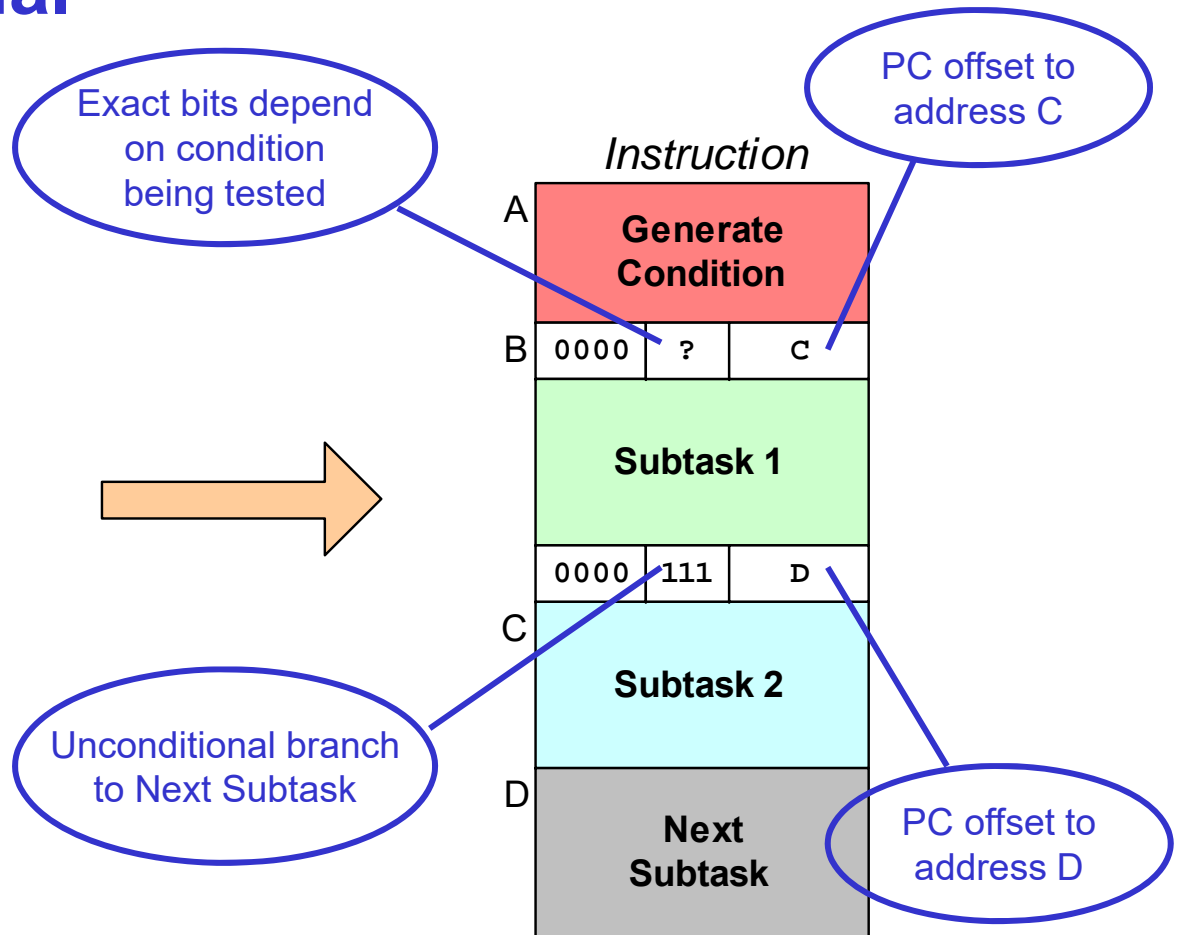 Exact bits depend
on condition
being tested
PC offset to
address C
Instruction
A
Generate
Condition
B
0000 ? C
Subtask 1
0000 111 D
C
Subtask 2
Unconditional branch
to Next Subtask
D
Next
Subtask
PC offset to
address D